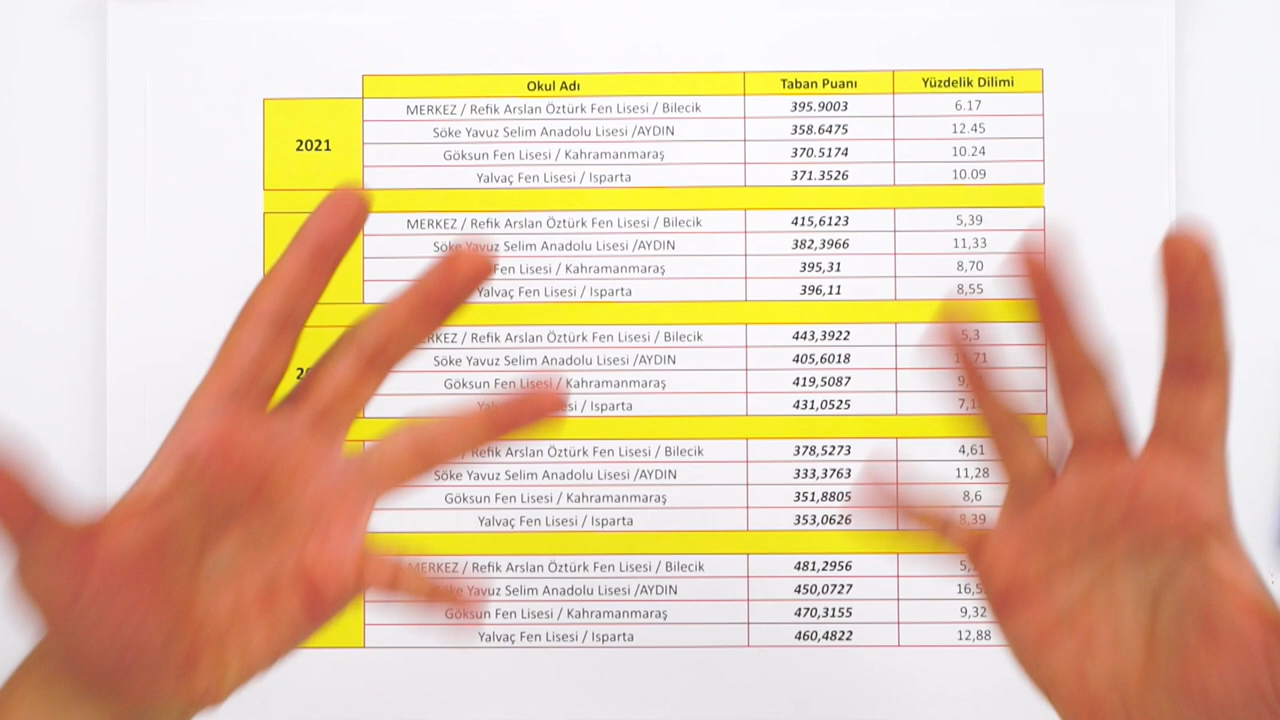 Okul Adı Taban Puanı Yüzdelik Dilimi
2021
MERKEZ / Refik Arslan Öztürk Fen Lisesi / Bilecik 395.9003 6.17
Söke Yavuz Selim Anadolu Lisesi /AYDIN 358.6475 12.45
Göksun Fen Lisesi / Kahramanmaraş 370.5174 10.24
Yalvaç Fen Lisesi / Isparta 371.3526 10.09
MERKEZ / Refik Arslan Öztürk Fen Lisesi / Bilecik 415,6123 5,39
Söke Yavuz Selim Anadolu Lisesi /AYDIN 382,3966 11,33
Fen Lisesi / Kahramanmaraş 395,31 8,70
Yalvaç Fen Lisesi / Isparta 396,11 8,55
/ Refik Arslan Öztürk Fen Lisesi / Bilecik 443,3922 5,3
Söke Yavuz Selim Anadolu Lisesi /AYDIN 405,6018
Göksun Fen Lisesi / Kahramanmaraş 419,5087
/ Isparta 431,0525
/ Refik Arslan Öztürk Fen Lisesi / Bilecik 378,5273 4,61
Söke Yavuz Selim Anadolu Lisesi /AYDIN 333,3763 11,28
Göksun Fen Lisesi / Kahramanmaraş 351,8805 8,6
Yalvaç Fen Lisesi / Isparta 353,0626 8,39
MERKEZ / Refik Arslan Öztürk Fen Lisesi / Bilecik 481,2956
Söke Yavuz Selim Anadolu Lisesi /AYDIN 450,0727
Göksun Fen Lisesi / Kahramanmaraş 470,3155 9,32
Yalvaç Fen Lisesi / Isparta 460,4822 12,88